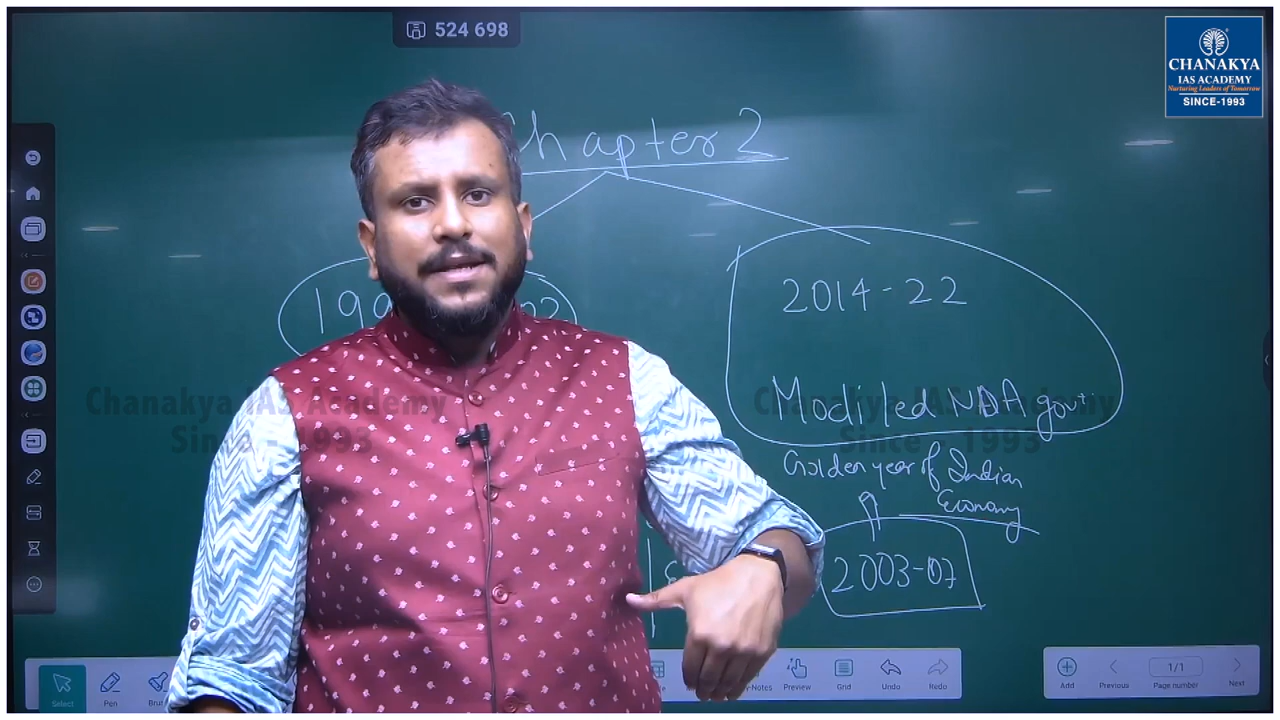 524 698
CHANAKYA
IAS ACADEMY
Nurturing Leaders of Tomorrow
SINCE-1993
Chapter 2
2014-22
Modi led NDA govt
Chanakya IAS Academy
Since - 1993
Chanakya IAS Academy
Since - 1993
Golden year of Indian
Economy
2003-07
Select
Pen
Preview
Grid
Undo
Redo
Add
Previous
1/1
Page number
Next